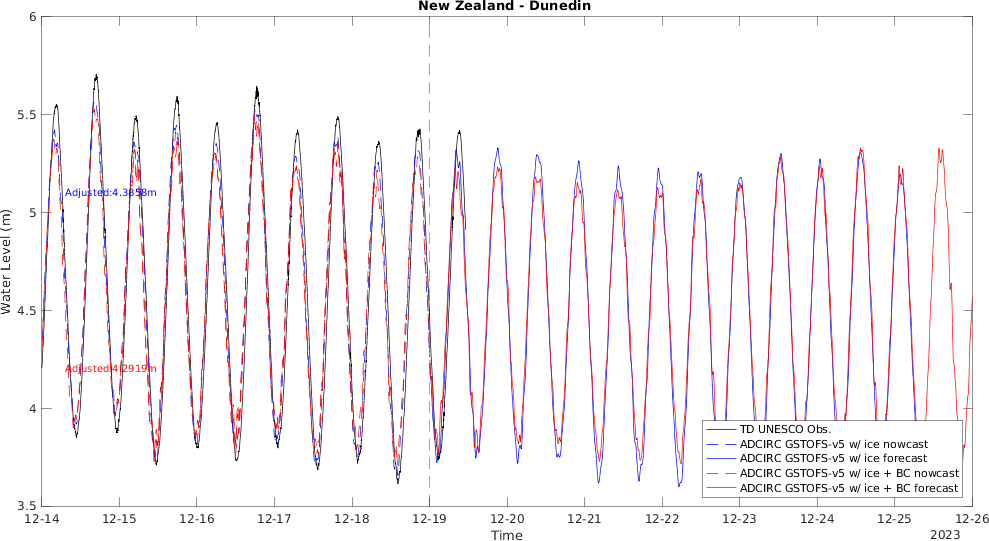 New Zealand - Dunedin
6
5.5
5
4.5
4
3.5
Water Level (m)
Adjusted:4.3858m
Adjusted:4.2919m
TD UNESCO Obs.
ADCIRC GSTOFS-v5 w/ ice nowcast
ADCIRC GSTOFS-v5 w/ ice forecast
ADCIRC GSTOFS-v5 w/ ice + BC nowcast
ADCIRC GSTOFS-v5 w/ ice + BC forecast
12-14 12-15 12-16 12-17 12-18 12-19 12-20 12-21 12-22 12-23 12-24 12-25 12-26
Time
2023